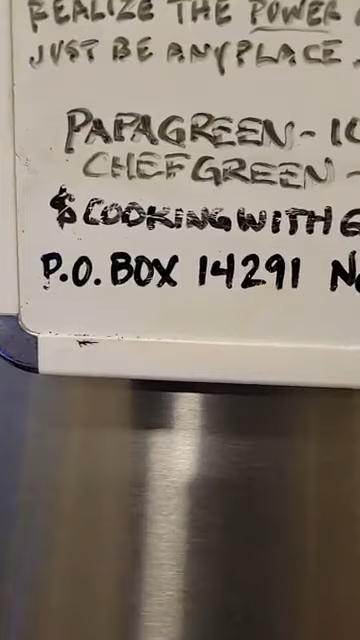 REALIZE THE POWER
JUST BE ANYPLACE.
PAPAGREEN-
CHEFGREEN-
$COOKINGWITH
P.O. BOX 14291